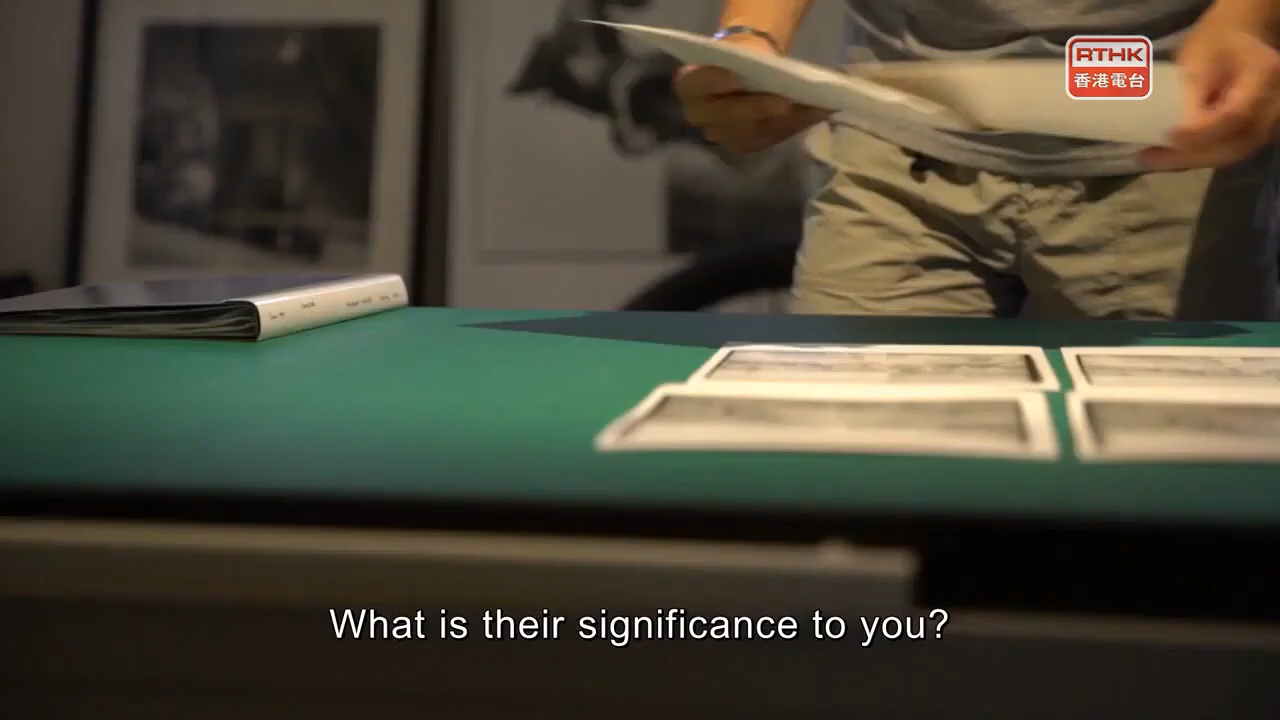 RTHK
香港電台
What is their significance to you?